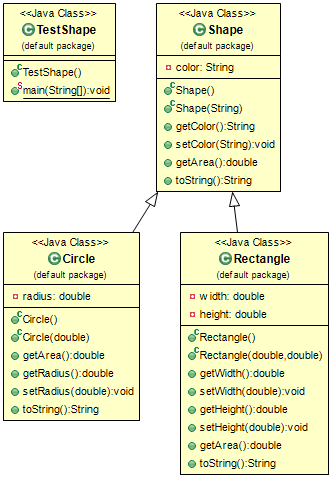 <<Java Class>>
TestShape
(default package)
TestShape()
main(String[]):void
<<Java Class>>
Shape
(default package)
color: String
Shape()
Shape(String)
getColor():String
setColor(String):void
getArea():double
toString():String
<<Java Class>>
Circle
(default package)
radius: double
Circle()
Circle(double)
getArea():double
getRadius():double
setRadius(double):void
toString():String
<<Java Class>>
Rectangle
(default package)
width: double
height: double
Rectangle()
Rectangle(double,double)
getWidth():double
setWidth(double):void
getHeight():double
setHeight(double):void
getArea():double
toString():String